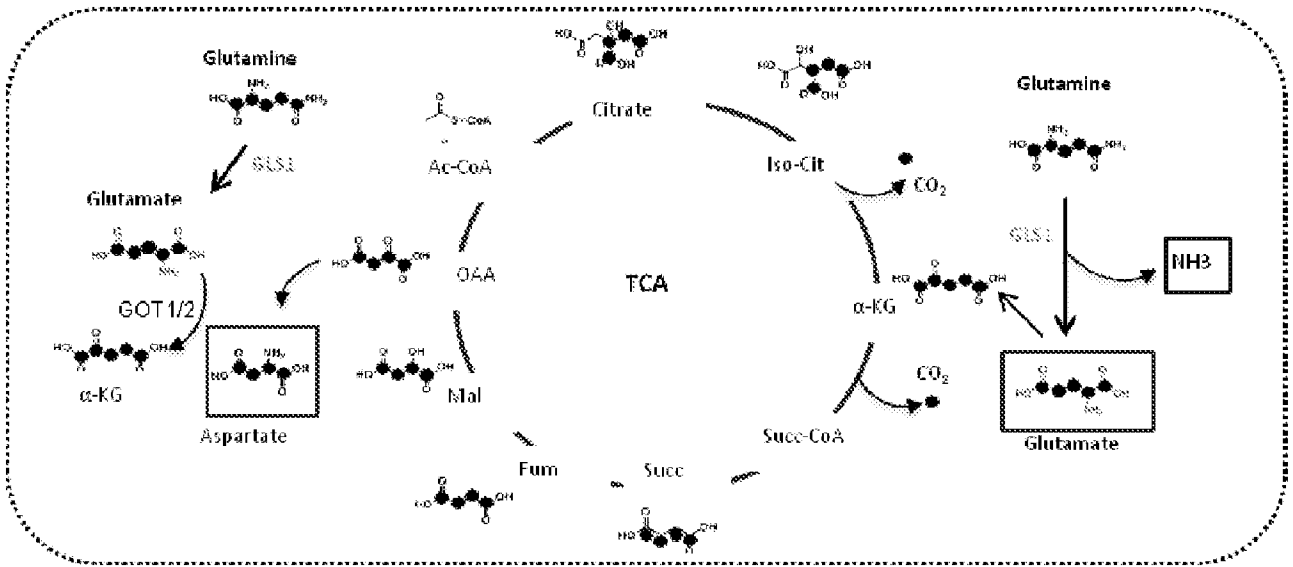 Glutamine
GLS1
Glutamate
GOT 1/2
α-KG
Aspartate
Ac-CoA
Citrate
Iso-Cit
CO2
α-KG
CO2
Succ-CoA
Succ
Fum
Mal
OAA
TCA
Glutamine
GLS1
NH3
Glutamate